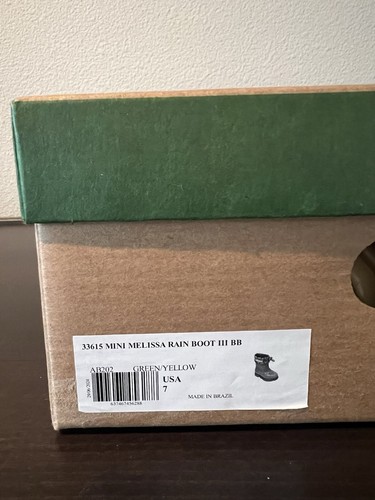 33615 MINI MELISSA RAIN BOOT III BB
AB202 GREEN/YELLOW
USA
7
MADE IN BRAZIL